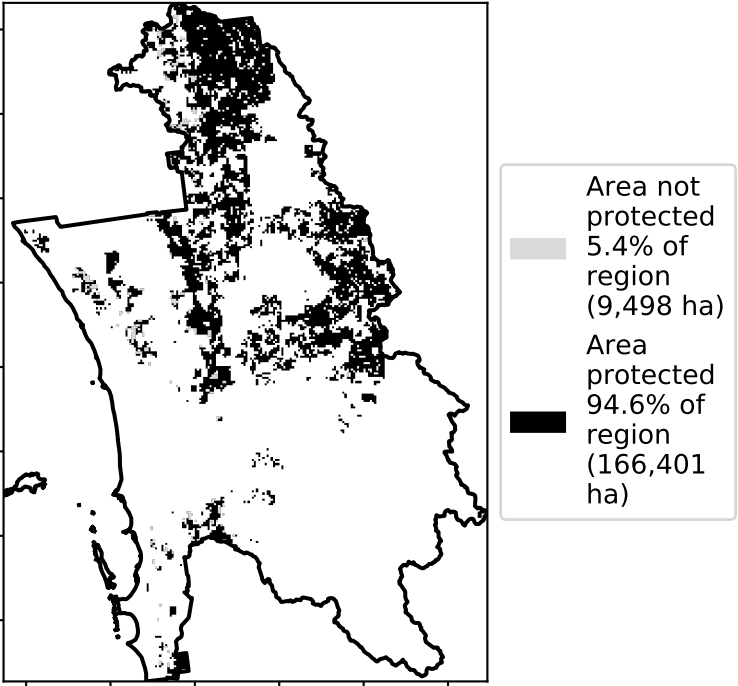 Area not
protected
5.4% of
region
(9,498 ha)
Area
protected
94.6% of
region
(166,401
ha)